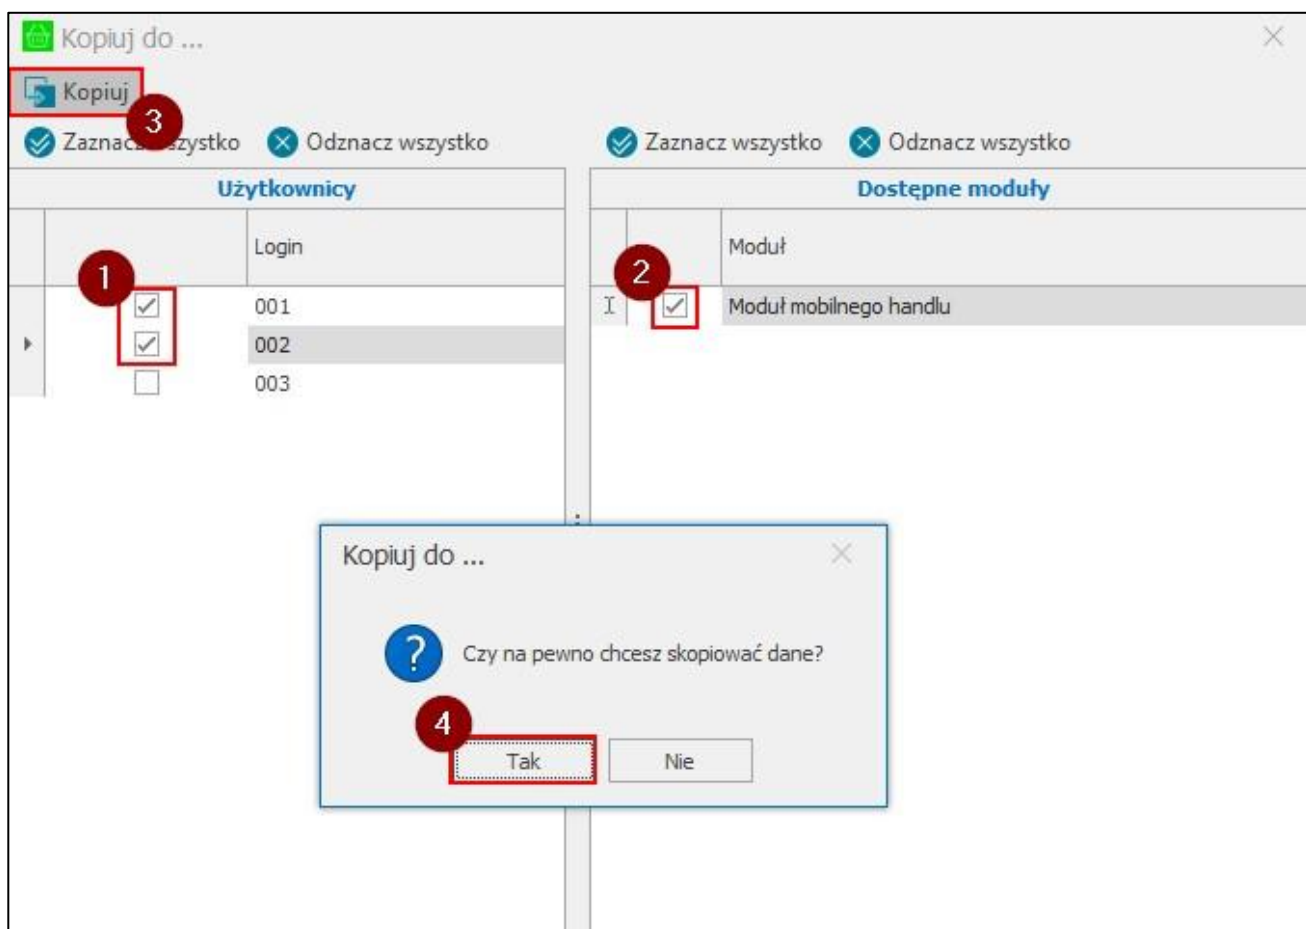 Kopiuj do ...
Kopiuj
3
Zaznacz wszystko Odznacz wszystko Zaznacz wszystko Odznacz wszystko
Użytkownicy Dostępne moduły
Login Moduł
1 2
001 Moduł mobilnego handlu
002
003
Kopiuj do ...
? Czy na pewno chcesz skopiować dane?
4
Tak Nie